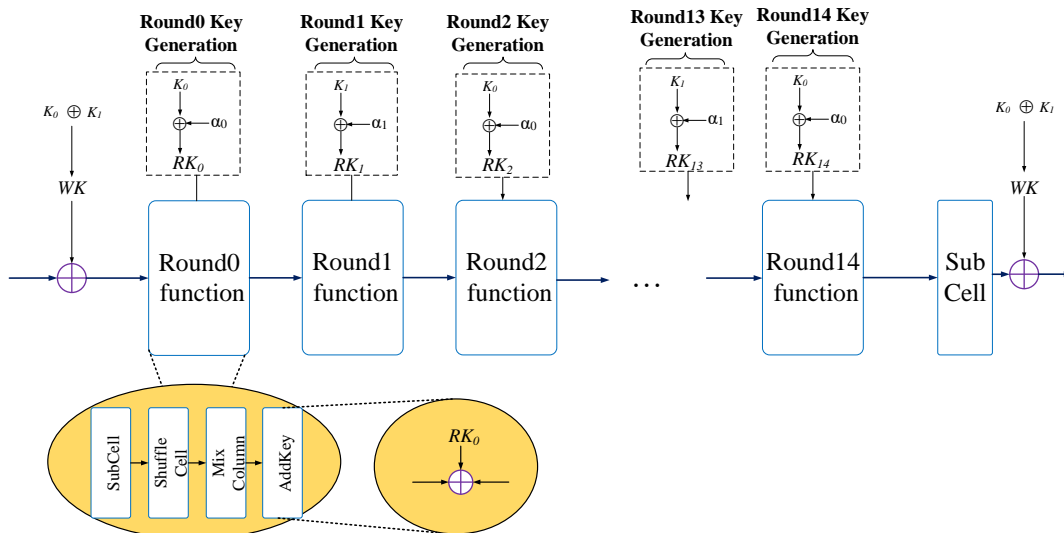 Round0 Key
Generation
Round1 Key
Generation
Round2 Key
Generation
Round13 Key
Generation
Round14 Key
Generation
K₀
α₀
RK₀
K₁
α₁
RK₁
K₀
α₀
RK₂
K₁
α₁
RK₁₃
K₀
α₀
RK₁₄
K₀ ⊕ K₁
WK
K₀ ⊕ K₁
WK
Round0
function
Round1
function
Round2
function
...
Round14
function
Sub
Cell
SubCell
Shuffle
Cell
Mix
Column
AddKey
RK₀